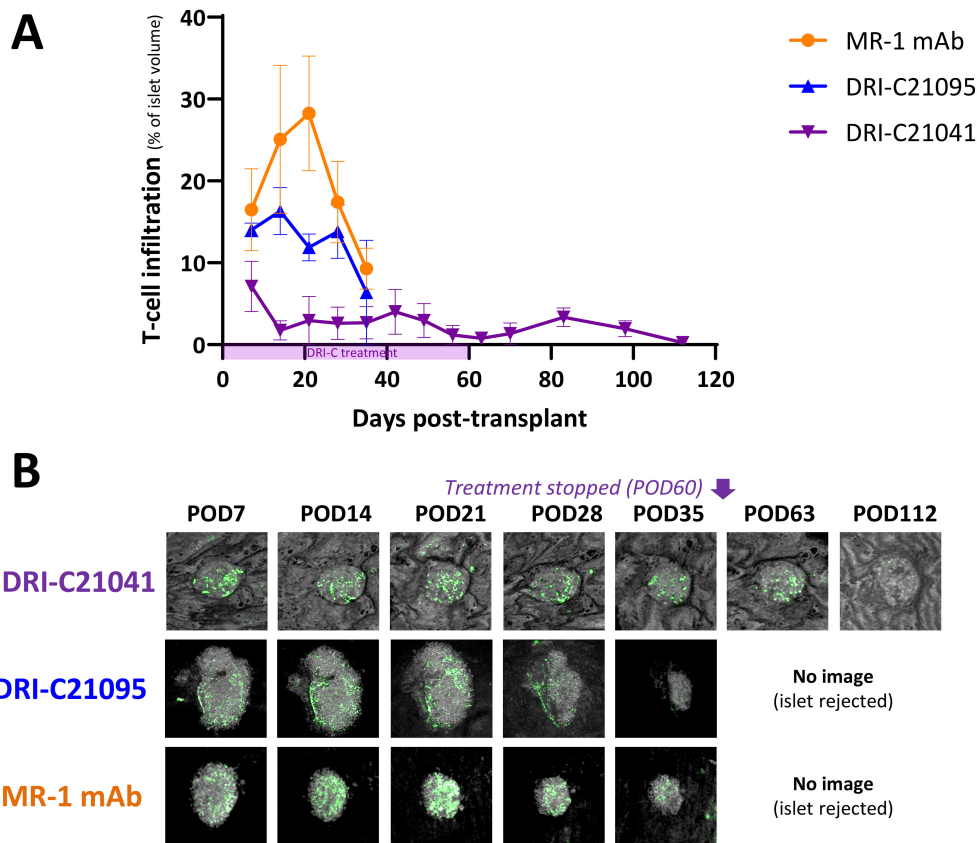 A
T-cell infiltration (% of islet volume)
40
30
20
10
0
DRI-C treatment
0 20 40 60 80 100 120
Days post-transplant
MR-1 mAb
DRI-C21095
DRI-C21041
B
Treatment stopped (POD60)
POD7 POD14 POD21 POD28 POD35 POD63 POD112
DRI-C21041
DRI-C21095
No image
(islet rejected)
MR-1 mAb
No image
(islet rejected)